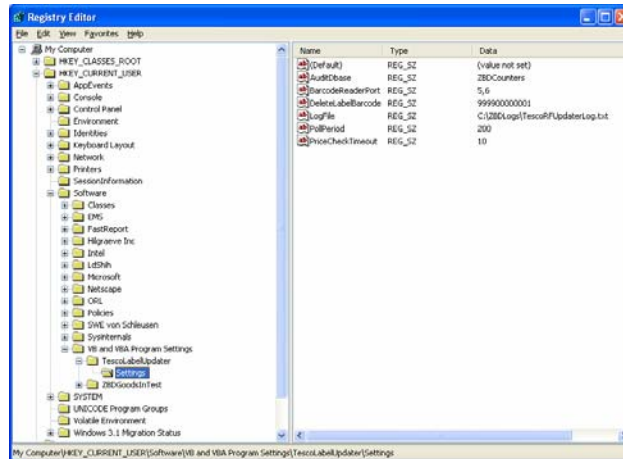 Registry Editor
File Edit View Favorites Help
My Computer
HKEY_CLASSES_ROOT
HKEY_CURRENT_USER
AppEvents
Console
Control Panel
Environment
Identities
Keyboard Layout
Network
Printers
SessionInformation
Software
Classes
EMS
FastReport
Hilgraeve Inc
Intel
LdShih
Microsoft
Netscape
ORL
Policies
SWE von Schleusen
Sysinternals
VB and VBA Program Settings
TescoLabelUpdater
Settings
ZBDGoodsInTest
SYSTEM
UNICODE Program Groups
Volatile Environment
Windows 3.1 Migration Status
Name Type Data
(Default) REG_SZ (value not set)
AuditDbase REG_SZ ZBDCounters
BarcodeReaderPort REG_SZ 5,6
DeleteLabelBarcode REG_SZ 999900000001
LogFile REG_SZ C:\ZBDLogs\TescoRFUpdaterLog.txt
PollPeriod REG_SZ 200
PriceCheckTimeout REG_SZ 10
My Computer\HKEY_CURRENT_USER\Software\VB and VBA Program Settings\TescoLabelUpdater\Settings